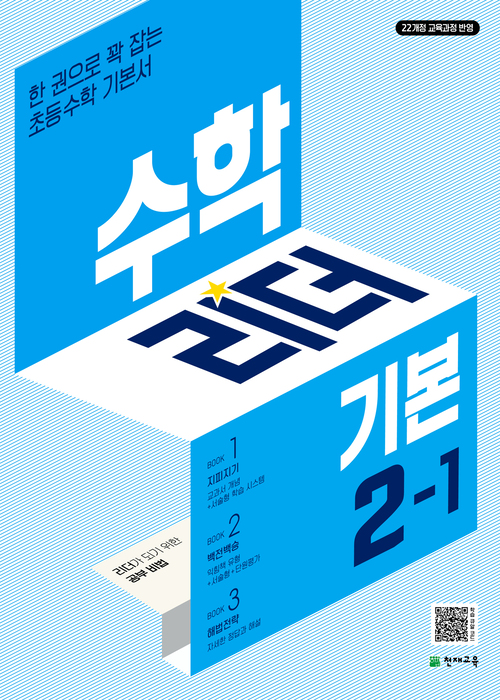 22개정 교육과정 반영
한 권으로 꽉 잡는
초등수학 기본서
수학
리더
기본
2-1
BOOK 1
지피지기
교과서 개념
+서술형 학습 시스템
BOOK 2
백전백승
익힘책 유형
+서술형+단원평가
BOOK 3
해법전략
자세한 정답과 해설
리더가 되기 위한
공부 비법
천재교육